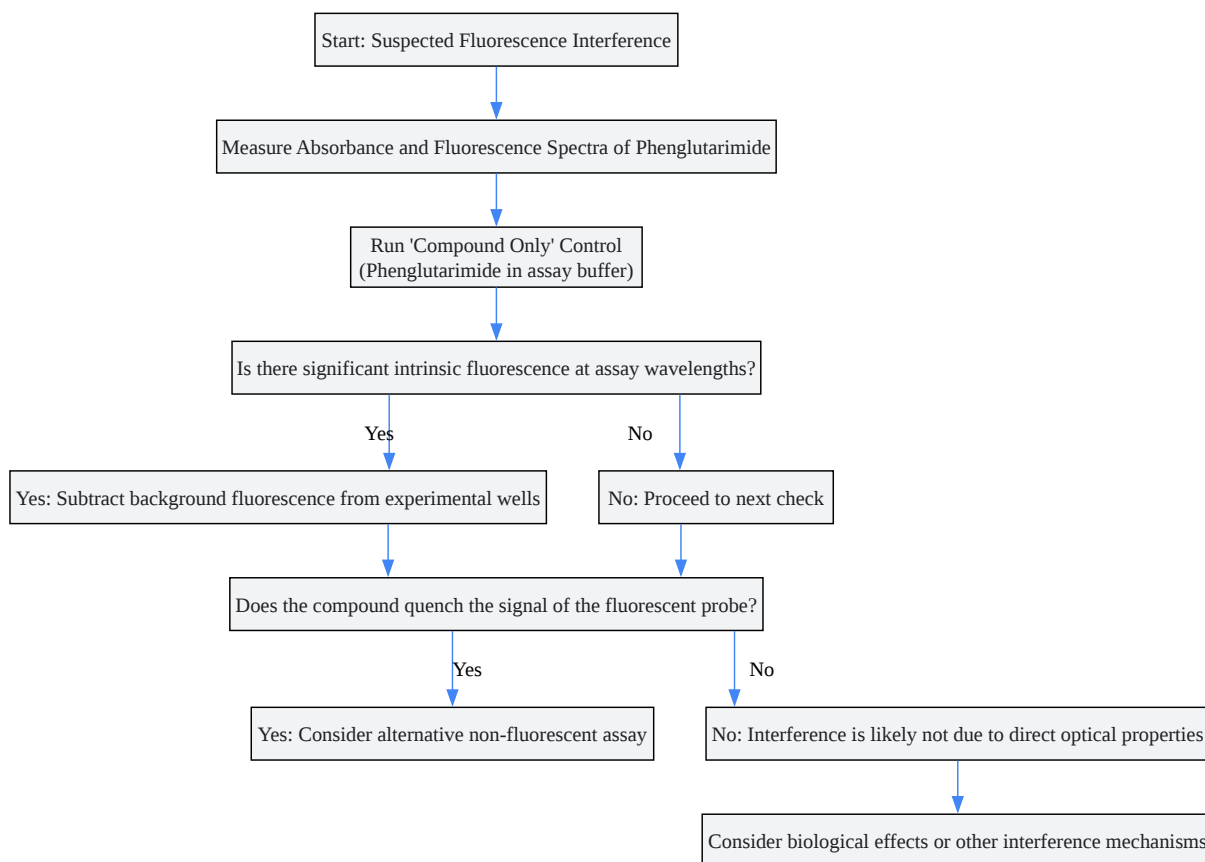 Start: Suspected Fluorescence Interference
Measure Absorbance and Fluorescence Spectra of Phenglutarimide
Run 'Compound Only' Control
(Phenglutarimide in assay buffer)
Is there significant intrinsic fluorescence at assay wavelengths?
Yes
No
Yes: Subtract background fluorescence from experimental wells
No: Proceed to next check
Does the compound quench the signal of the fluorescent probe?
Yes
No
Yes: Consider alternative non-fluorescent assay
No: Interference is likely not due to direct optical properties
Consider biological effects or other interference mechanisms